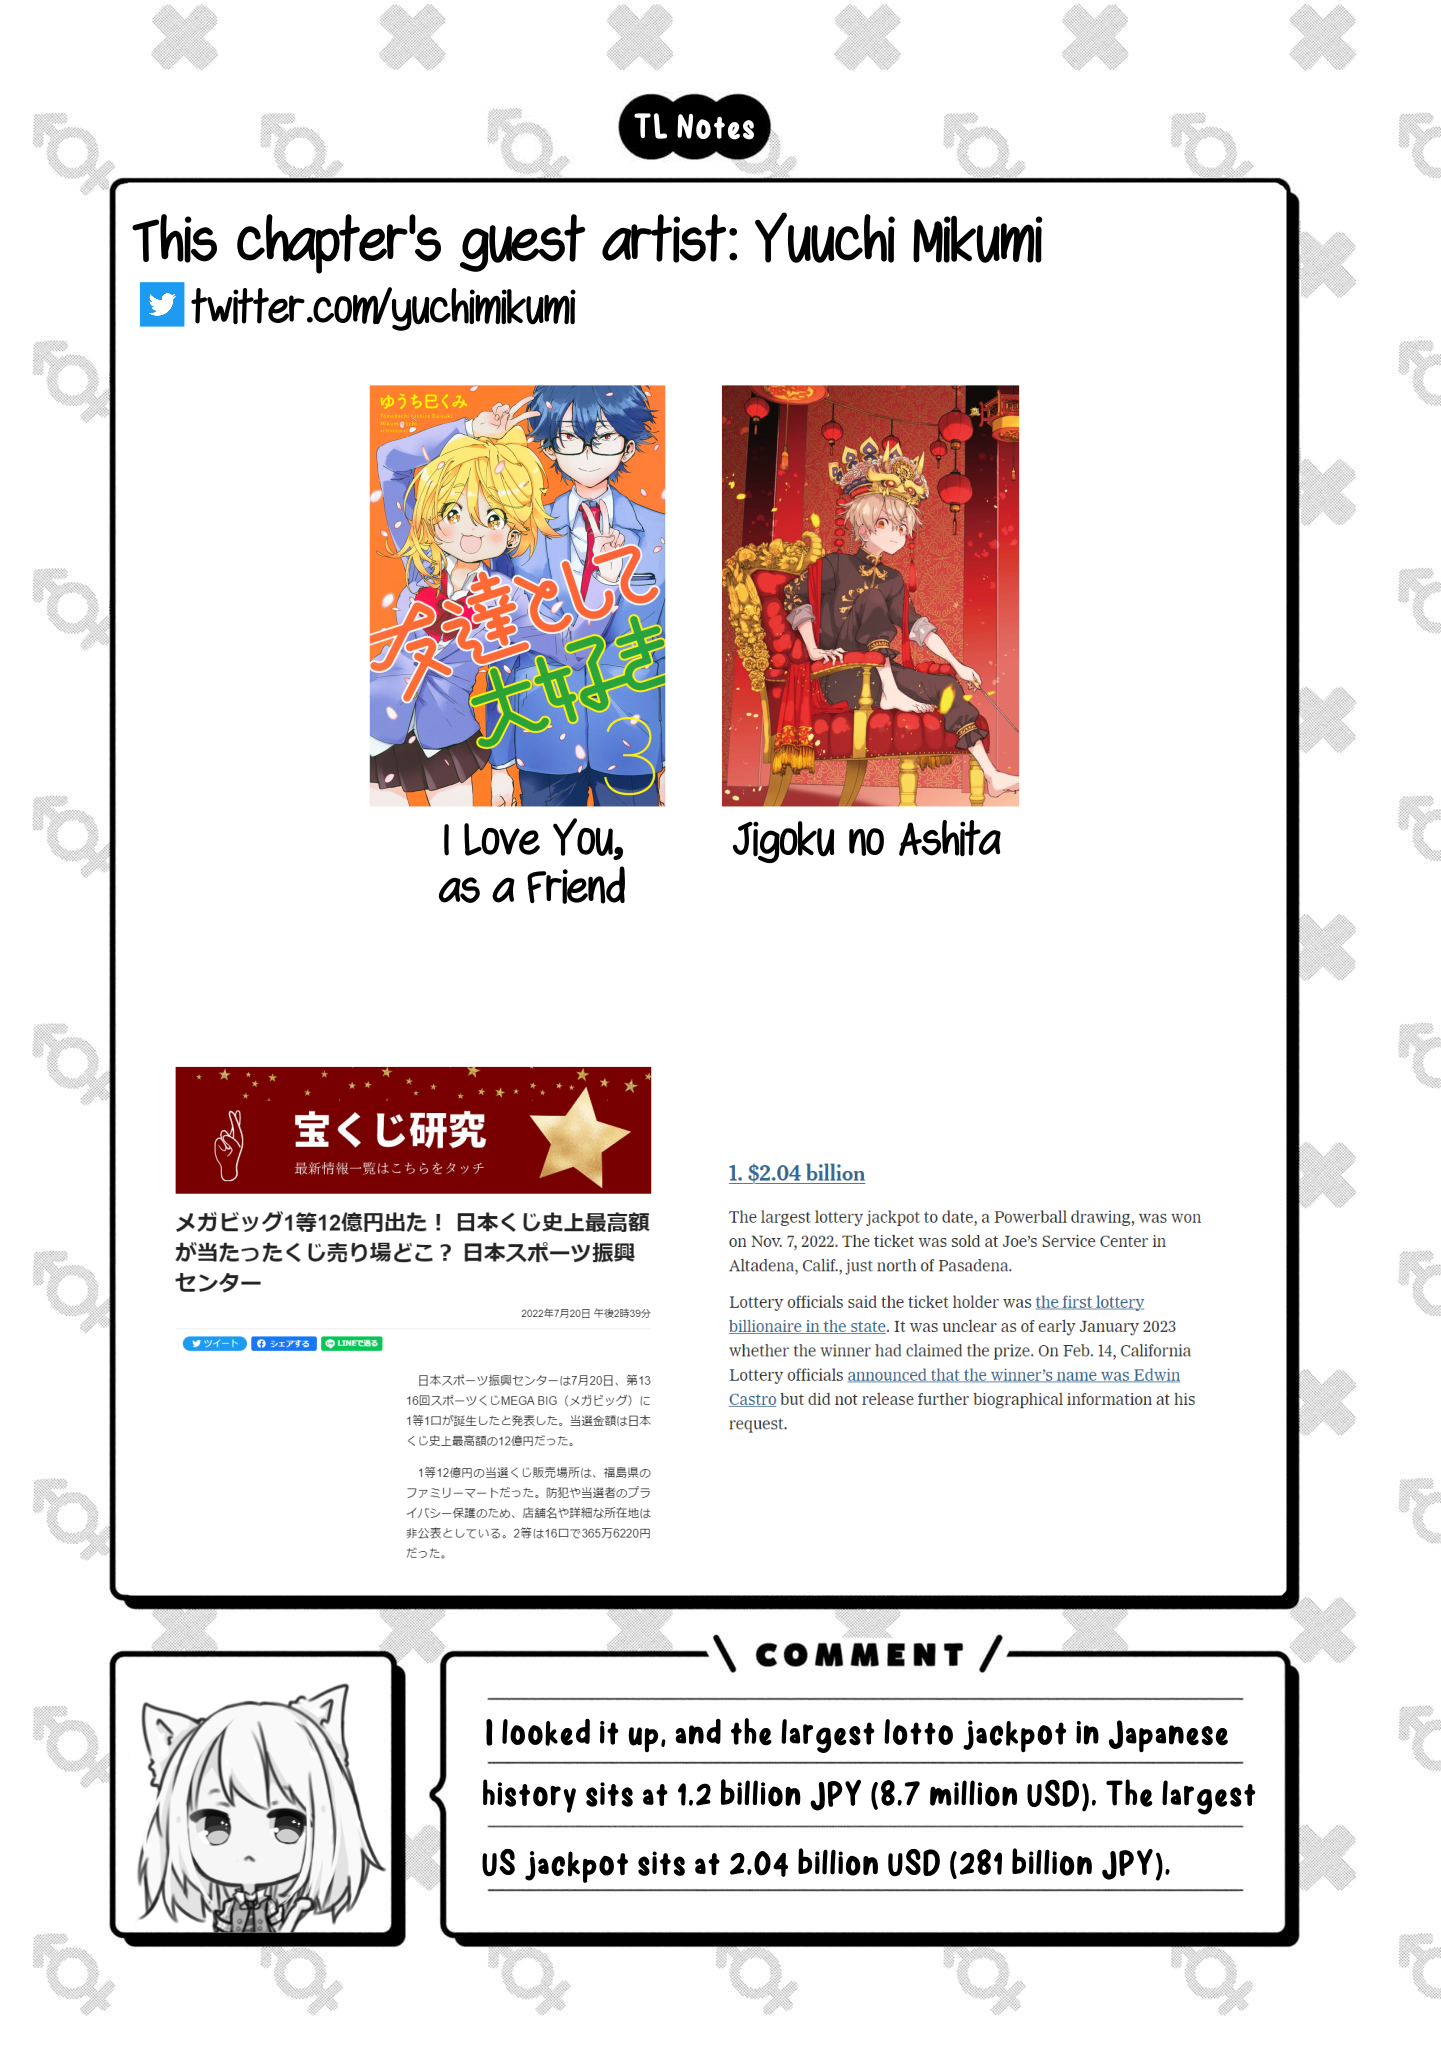 TL Notes
This chapter's guest artist: Yuuchi Mikumi
twitter.com/yuchimikumi
ゆうち巳くみ
Tomodachi toshite Daisuki
友達として
大好き
3
I Love You,
as a Friend
Jigoku no Ashita
宝くじ研究
最新情報一覧はこちらをタッチ
メガビッグ1等12億円出た！ 日本くじ史上最高額
が当たったくじ売り場どこ？ 日本スポーツ振興
センター
2022年7月20日 午後2時39分
ツイート シェアする LINEで送る
日本スポーツ振興センターは7月20日、第13
16回スポーツくじMEGA BIG（メガビッグ）に
1等1口が誕生したと発表した。当選金額は日本
くじ史上最高額の12億円だった。
1等12億円の当選くじ販売場所は、福島県の
ファミリーマートだった。防犯や当選者のプラ
イバシー保護のため、店舗名や詳細な所在地は
非公表としている。2等は16口で365万6220円
だった。
1. $2.04 billion
The largest lottery jackpot to date, a Powerball drawing, was won
on Nov. 7, 2022. The ticket was sold at Joe’s Service Center in
Altadena, Calif., just north of Pasadena.
Lottery officials said the ticket holder was the first lottery
billionaire in the state. It was unclear as of early January 2023
whether the winner had claimed the prize. On Feb. 14, California
Lottery officials announced that the winner’s name was Edwin
Castro but did not release further biographical information at his
request.
\ COMMENT /
I looked it up, and the largest lotto jackpot in Japanese
history sits at 1.2 billion JPY (8.7 million USD). The largest
US jackpot sits at 2.04 billion USD (281 billion JPY).